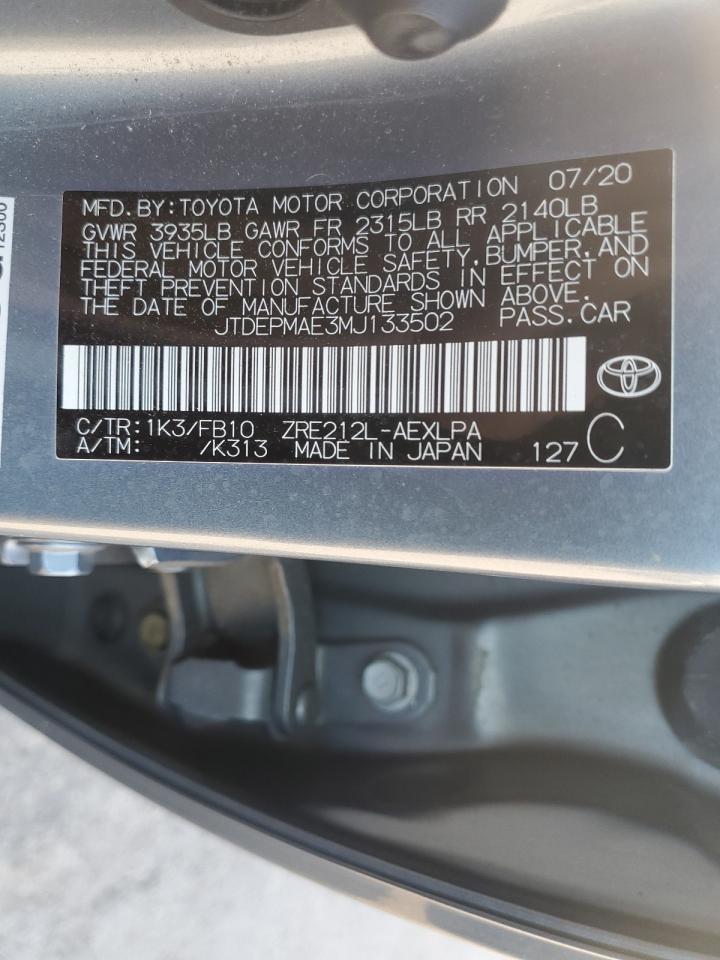 MFD.BY:TOYOTA MOTOR CORPORATION 07/20
GVWR 3935LB GAWR FR 2315LB RR 2140LB
THIS VEHICLE CONFORMS TO ALL APPLICABLE
FEDERAL MOTOR VEHICLE SAFETY,BUMPER,AND
THEFT PREVENTION STANDARDS IN EFFECT ON
THE DATE OF MANUFACTURE SHOWN ABOVE.
JTDEPMAE3MJ133502 PASS.CAR
C/TR:1K3/FB10 ZRE212L-AEXLPA
A/TM: /K313 MADE IN JAPAN 127 C